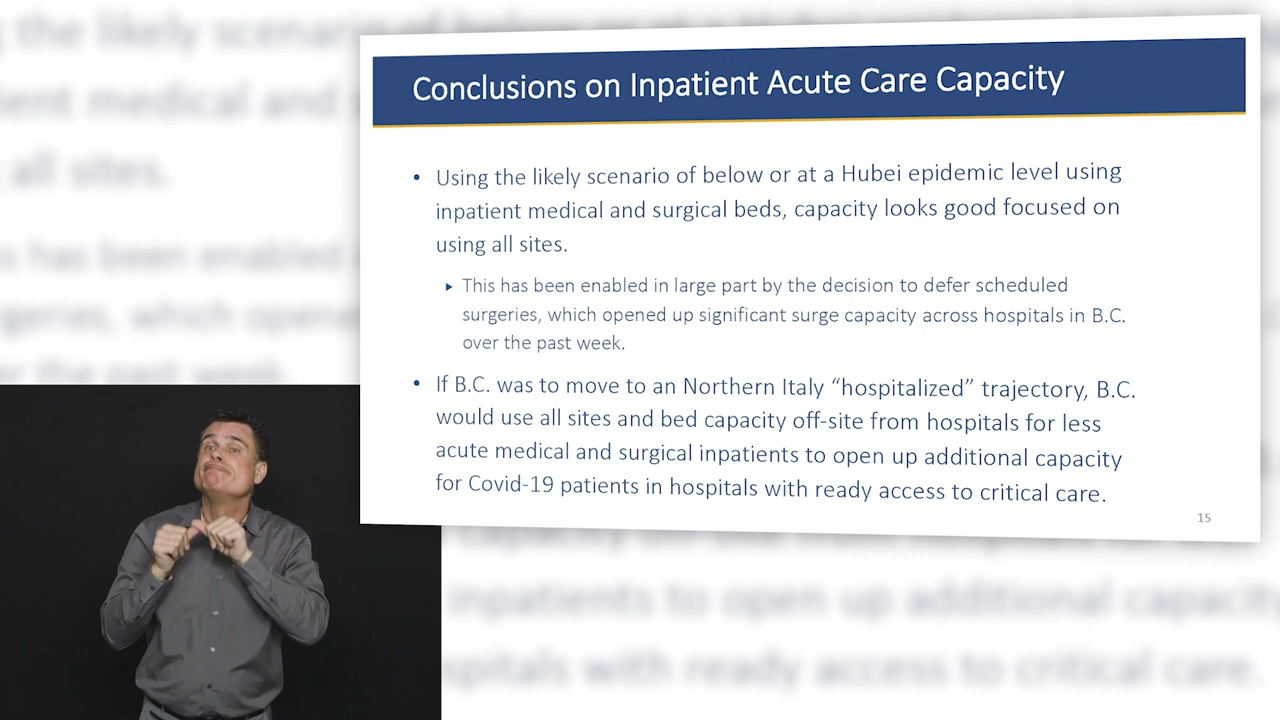 Conclusions on Inpatient Acute Care Capacity
• Using the likely scenario of below or at a Hubei epidemic level using
inpatient medical and surgical beds, capacity looks good focused on
using all sites.
▸ This has been enabled in large part by the decision to defer scheduled
surgeries, which opened up significant surge capacity across hospitals in B.C.
over the past week.
• If B.C. was to move to an Northern Italy “hospitalized” trajectory, B.C.
would use all sites and bed capacity off-site from hospitals for less
acute medical and surgical inpatients to open up additional capacity
for Covid-19 patients in hospitals with ready access to critical care.
15